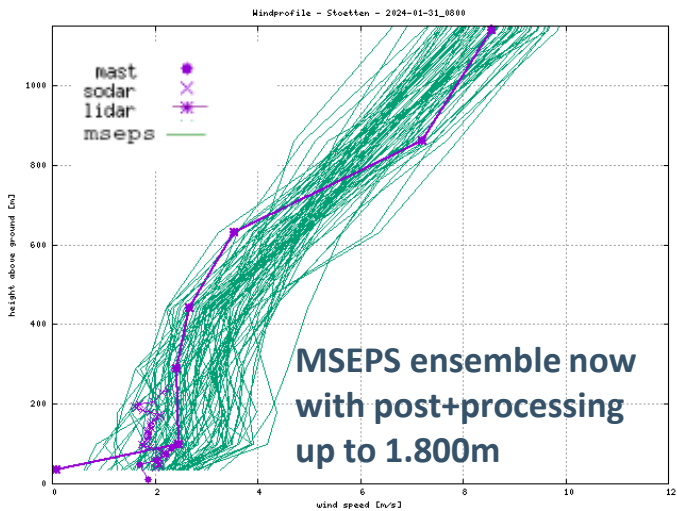 Windprofile - Stoetten - 2024-01-31_0800
mast
sodar
lidar
mseps
1000
800
600
400
200
0
height above ground [m]
MSEPS ensemble now
with post+processing
up to 1.800m
0 2 4 6 8 10 12
wind speed [m/s]